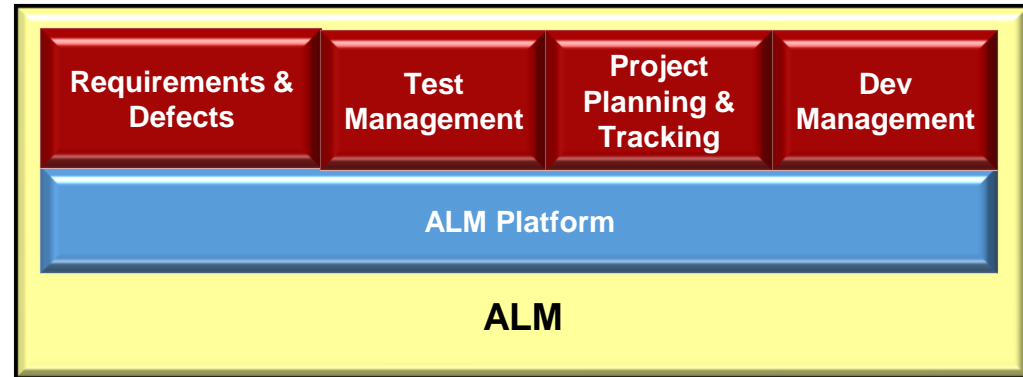 Requirements &
Defects
Test
Management
Project
Planning &
Tracking
Dev
Management
ALM Platform
ALM